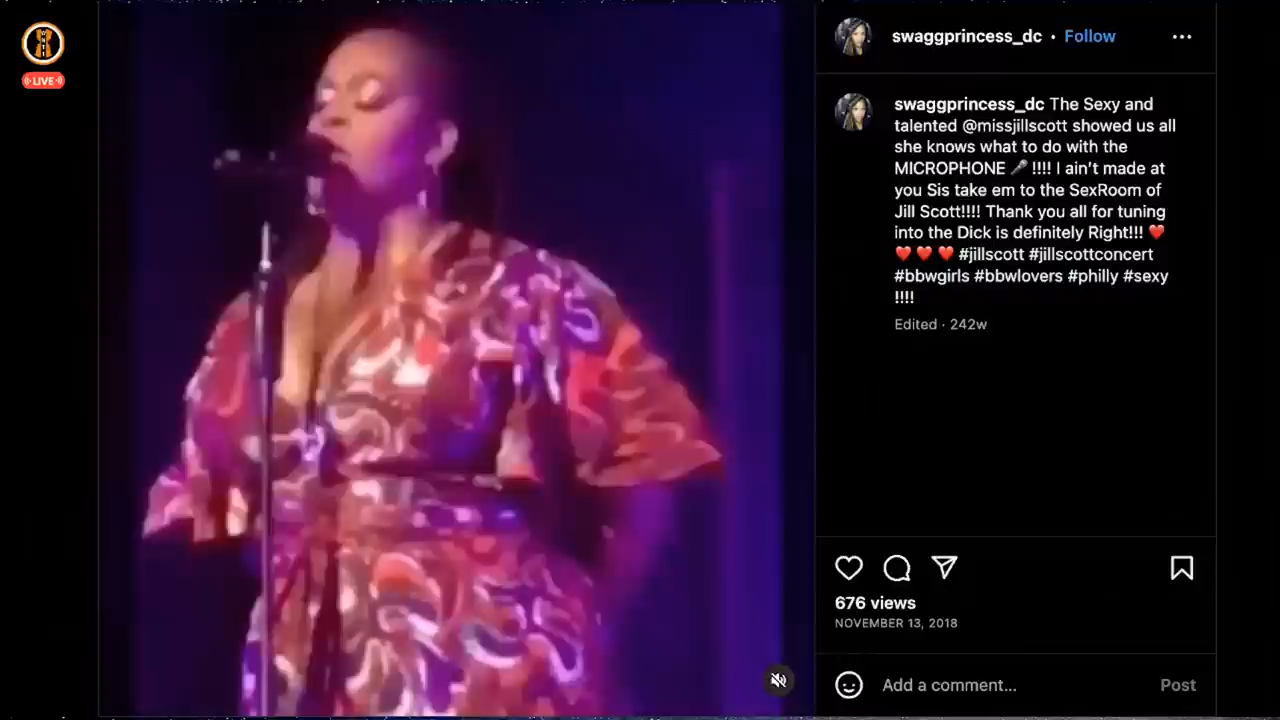 LIVE
swaggprincess_dc • Follow
swaggprincess_dc The Sexy and
talented @missjillscott showed us all
she knows what to do with the
MICROPHONE 🎤 !!!! I ain't made at
you Sis take em to the SexRoom of
Jill Scott!!!! Thank you all for tuning
into the Dick is definitely Right!!! ❤️
❤️ ❤️ ❤️ #jillscott #jillscottconcert
#bbwgirls #bbwlovers #philly #sexy
!!!!
Edited · 242w
676 views
NOVEMBER 13, 2018
Add a comment...
Post